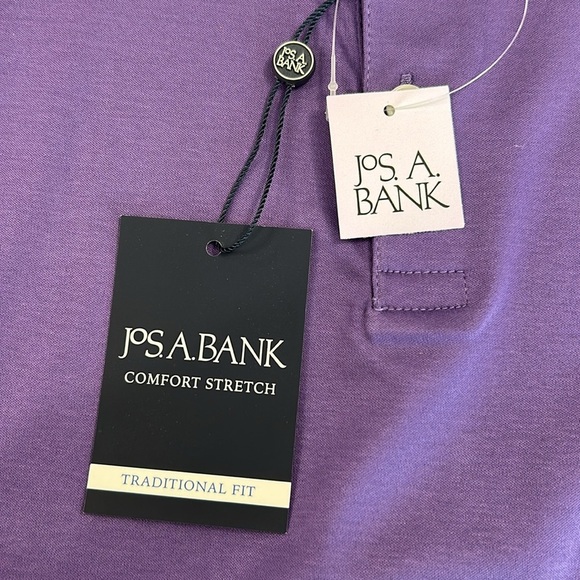 JOS A
BANK
JOS. A.
BANK
JOS. A. BANK
COMFORT STRETCH
TRADITIONAL FIT